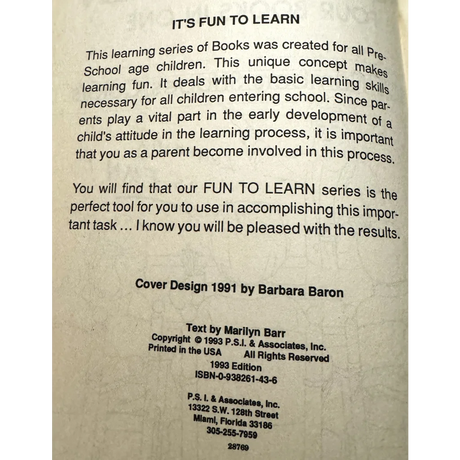 IT'S FUN TO LEARN
This learning series of Books was created for all Pre-
School age children. This unique concept makes
learning fun. It deals with the basic learning skills
necessary for all children entering school. Since par-
ents play a vital part in the early development of a
child's attitude in the learning process, it is important
that you as a parent become involved in this process.
You will find that our FUN TO LEARN series is the
perfect tool for you to use in accomplishing this impor-
tant task ... I know you will be pleased with the results.
Cover Design 1991 by Barbara Baron
Text by Marilyn Barr
Copyright © 1993 P.S.I. & Associates, Inc.
Printed in the USA All Rights Reserved
1993 Edition
ISBN-0-938261-43-6
P.S. I. & Associates, Inc.
13322 S.W. 128th Street
Miami, Florida 33186
305-255-7959
28769